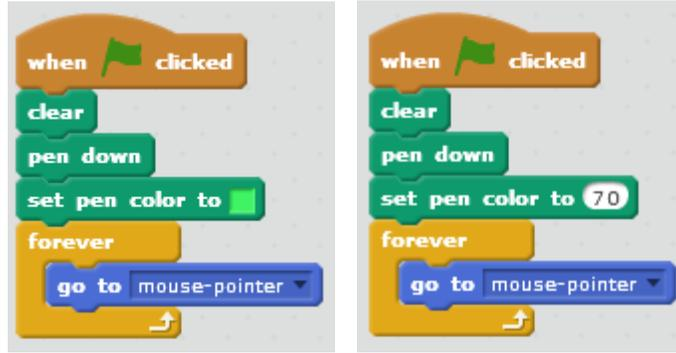 when clicked
clear
pen down
set pen color to
forever
go to mouse-pointer
when clicked
clear
pen down
set pen color to 70
forever
go to mouse-pointer